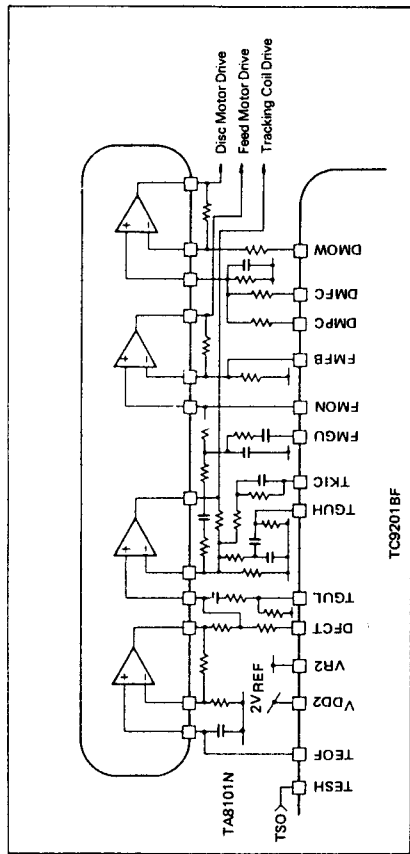 Disc Motor Drive
Feed Motor Drive
Tracking Coil Drive
TA8101N
TSO
2VREF
TESH
TEOF
VDD2
VR2
DFCT
TGUL
TGUH
TKIC
FMGU
FMON
FMFB
DMPC
DMFC
DMOW
TC9201BF